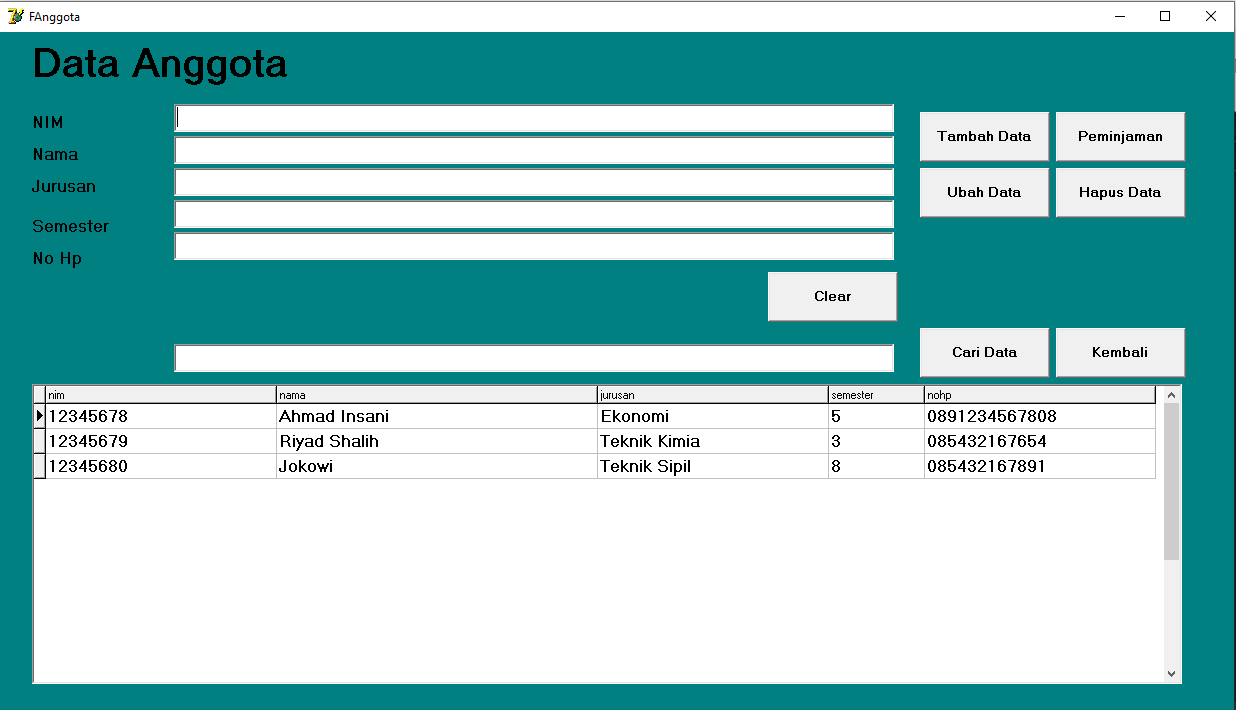 FAnggota
Data Anggota
NIM
Tambah Data Peminjaman
Nama
Jurusan
Ubah Data Hapus Data
Semester
No Hp
Clear
Cari Data Kembali
nim nama jurusan semester nohp
12345678 Ahmad Insani Ekonomi 5 0891234567808
12345679 Riyad Shalih Teknik Kimia 3 085432167654
12345680 Jokowi Teknik Sipil 8 085432167891